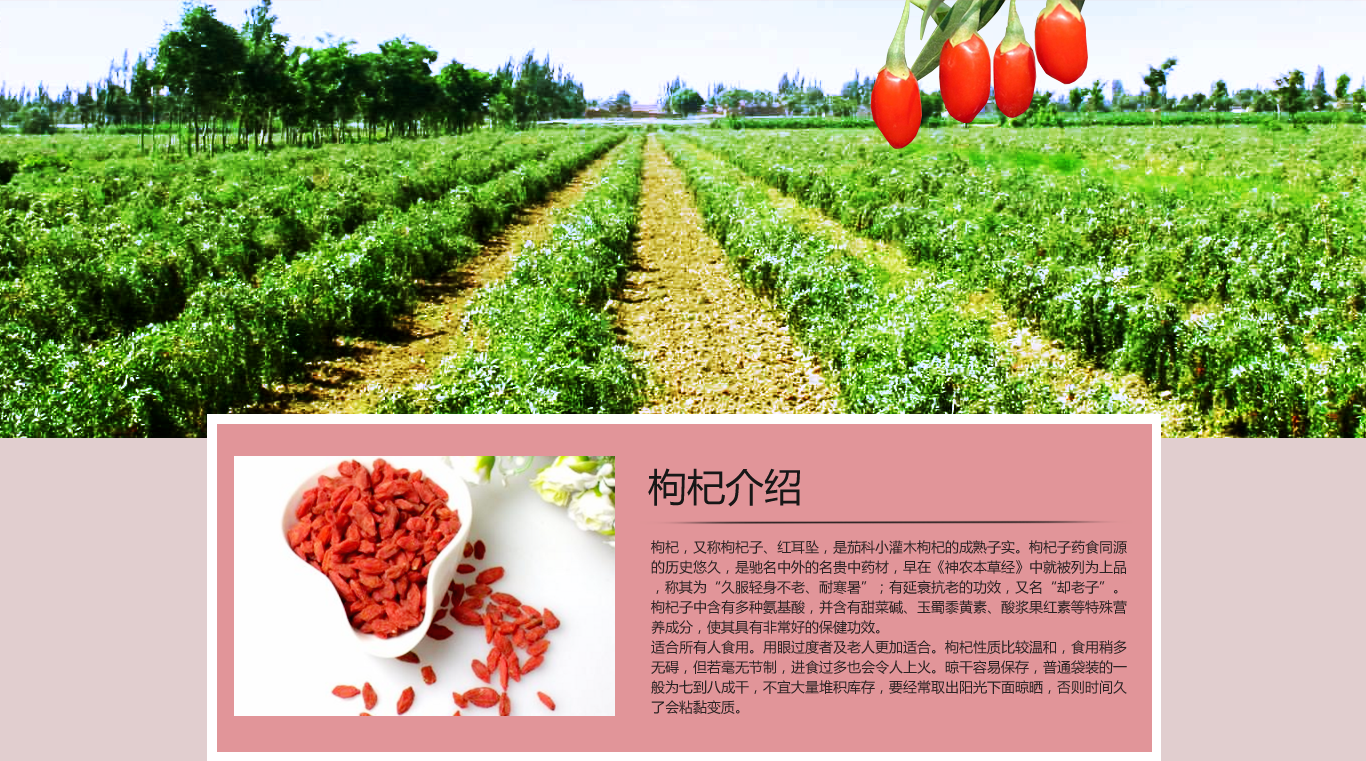 枸杞介绍
枸杞，又称枸杞子、红耳坠，是茄科小灌木枸杞的成熟子实。枸杞子药食同源
的历史悠久，是驰名中外的名贵中药材，早在《神农本草经》中就被列为上品
，称其为“久服轻身不老、耐寒暑”；有延衰抗老的功效，又名“却老子”。
枸杞子中含有多种氨基酸，并含有甜菜碱、玉蜀黍黄素、酸浆果红素等特殊营
养成分，使其具有非常好的保健功效。
适合所有人食用。用眼过度者及老人更加适合。枸杞性质比较温和，食用稍多
无碍，但若毫无节制，进食过多也会令人上火。晾干容易保存，普通袋装的一
般为七到八成干，不宜大量堆积库存，要经常取出阳光下面晾晒，否则时间久
了会粘黏变质。